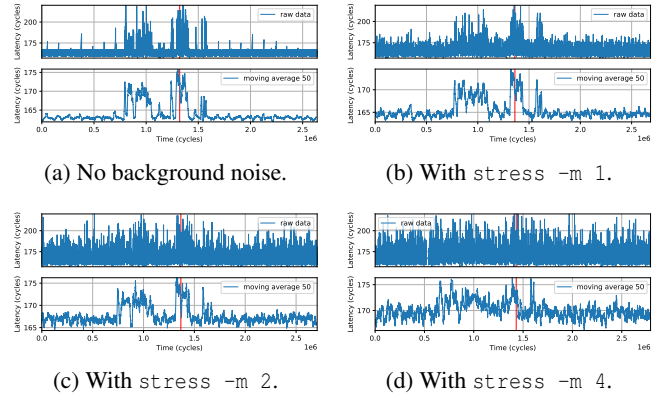 Latency (cycles)
200
175
raw data
Latency (cycles)
175
170
165
moving average 50
0.0 0.5 1.0 1.5 2.0 2.5
Time (cycles) 1e6
(a) No background noise.
Latency (cycles)
200
175
raw data
Latency (cycles)
170
165
moving average 50
0.0 0.5 1.0 1.5 2.0 2.5
Time (cycles) 1e6
(b) With stress -m 1.
Latency (cycles)
200
175
raw data
Latency (cycles)
175
170
165
moving average 50
0.0 0.5 1.0 1.5 2.0 2.5
Time (cycles) 1e6
(c) With stress -m 2.
Latency (cycles)
200
175
raw data
Latency (cycles)
175
170
moving average 50
0.0 0.5 1.0 1.5 2.0 2.5
Time (cycles) 1e6
(d) With stress -m 4.